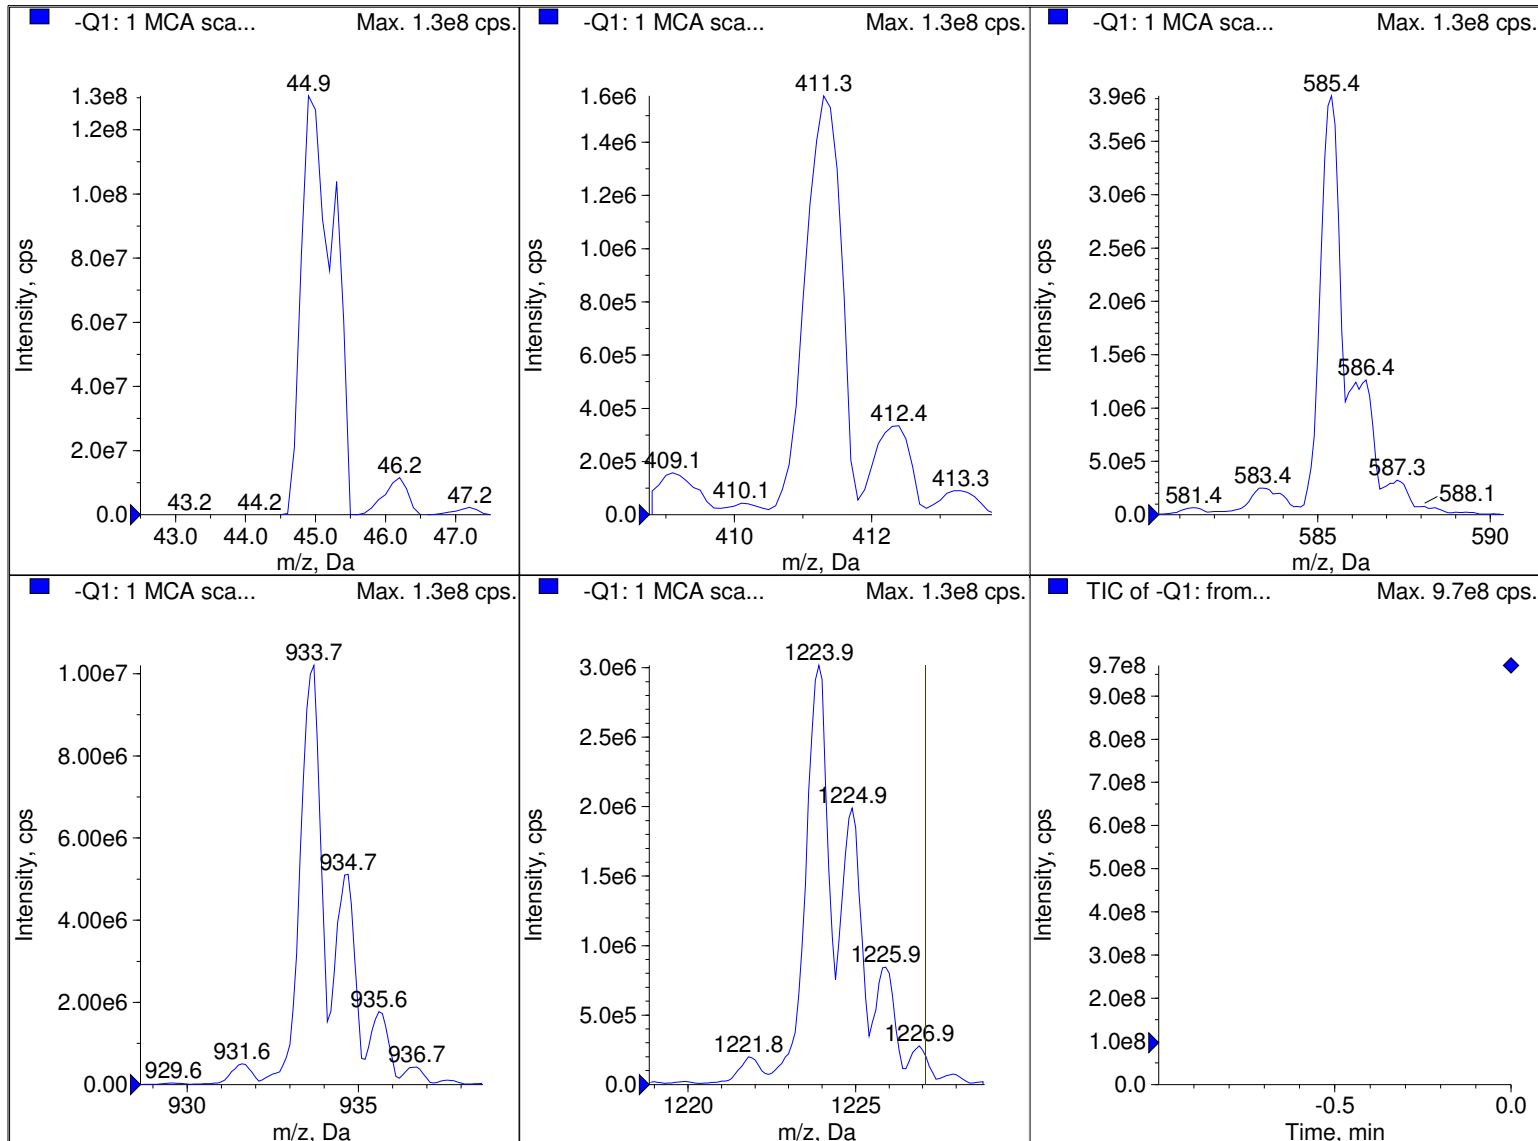 -Q1: 1 MCA sca... Max. 1.3e8 cps.
44.9
1.3e8
1.2e8
1.0e8
8.0e7
6.0e7
4.0e7
2.0e7
0.0
43.2
44.2
46.2
47.2
43.0 44.0 45.0 46.0 47.0
m/z, Da
Intensity, cps
-Q1: 1 MCA sca... Max. 1.3e8 cps.
411.3
1.6e6
1.4e6
1.2e6
1.0e6
8.0e5
6.0e5
4.0e5
2.0e5
0.0
409.1
410.1
412.4
413.3
410 412
m/z, Da
Intensity, cps
-Q1: 1 MCA sca... Max. 1.3e8 cps.
585.4
3.9e6
3.5e6
3.0e6
2.5e6
2.0e6
1.5e6
1.0e6
5.0e5
0.0
581.4
583.4
586.4
587.3
588.1
585 590
m/z, Da
Intensity, cps
-Q1: 1 MCA sca... Max. 1.3e8 cps.
933.7
1.00e7
8.00e6
6.00e6
4.00e6
2.00e6
0.00
929.6
931.6
934.7
935.6
936.7
930 935
m/z, Da
Intensity, cps
-Q1: 1 MCA sca... Max. 1.3e8 cps.
1223.9
3.0e6
2.5e6
2.0e6
1.5e6
1.0e6
5.0e5
0.0
1221.8
1224.9
1225.9
1226.9
1220 1225
m/z, Da
Intensity, cps
TIC of -Q1: from... Max. 9.7e8 cps.
9.7e8
9.0e8
8.0e8
7.0e8
6.0e8
5.0e8
4.0e8
3.0e8
2.0e8
1.0e8
0.0
-0.5 0.0
Time, min
Intensity, cps